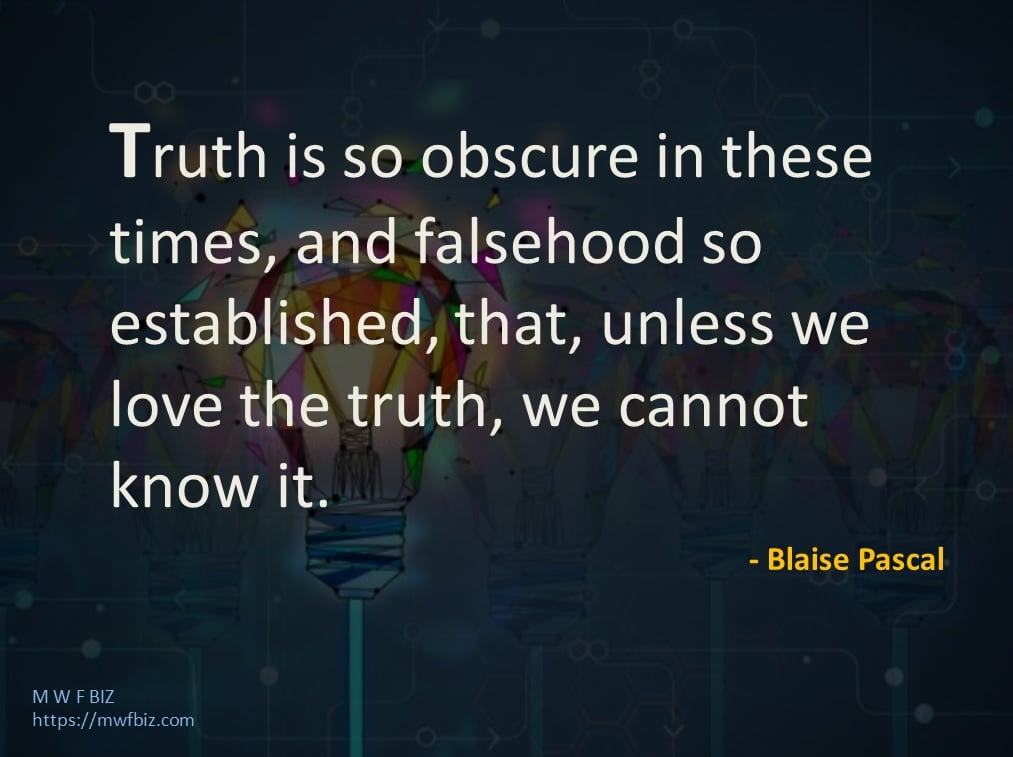 Truth is so obscure in these
times, and falsehood so
established, that, unless we
love the truth, we cannot
know it.
- Blaise Pascal
M W F BIZ
https://mwfbiz.com